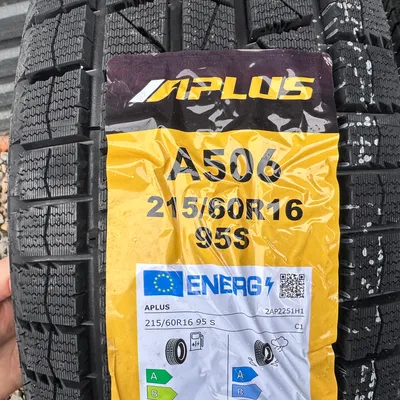 APLUS
A506
215/60R16
95S
ENERG
APLUS 2AP2251H1
215/60R16 95 S C1
A A
B B